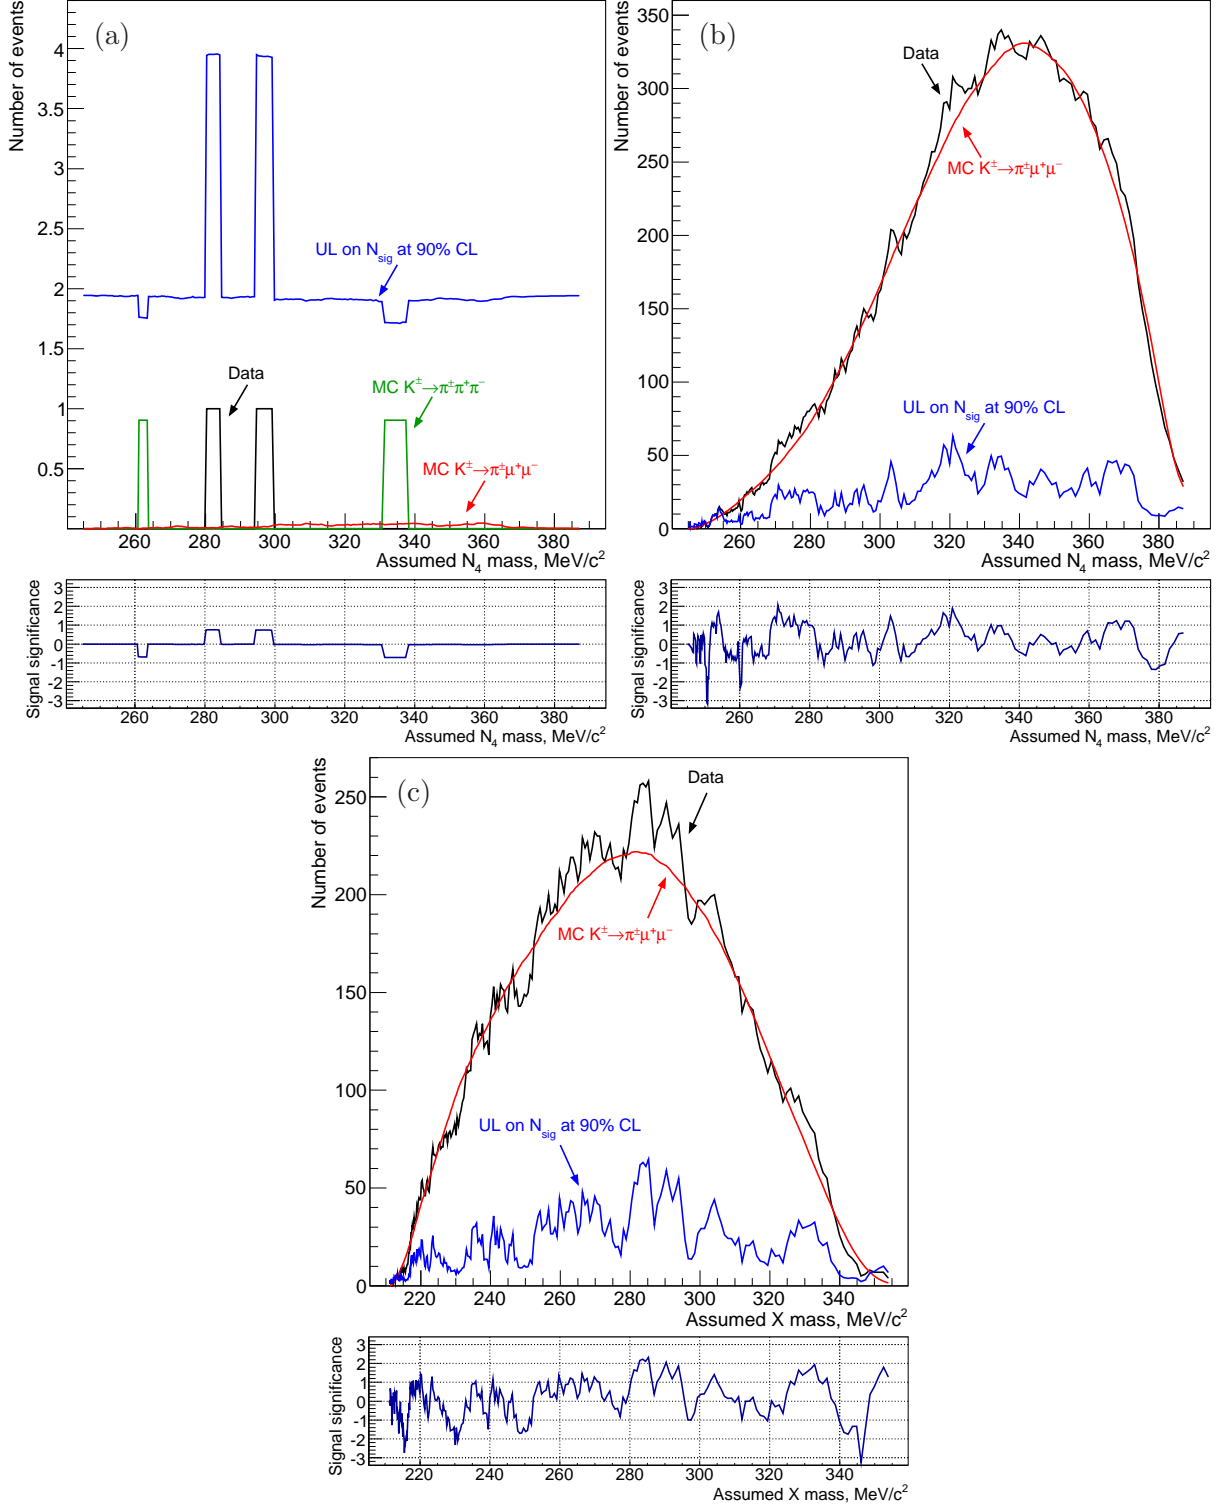 (a)
Number of events
4
3.5
3
2.5
2
1.5
1
0.5
UL on N_sig at 90% CL
Data
MC K^±→π^±π^+π^-
MC K^±→π^±μ^+μ^-
260 280 300 320 340 360 380
Assumed N_4 mass, MeV/c^2
Signal significance
3
2
1
0
-1
-2
-3
260 280 300 320 340 360 380
Assumed N_4 mass, MeV/c^2
(b)
Number of events
350
300
250
200
150
100
50
0
Data
MC K^±→π^±μ^+μ^-
UL on N_sig at 90% CL
260 280 300 320 340 360 380
Assumed N_4 mass, MeV/c^2
Signal significance
3
2
1
0
-1
-2
-3
260 280 300 320 340 360 380
Assumed N_4 mass, MeV/c^2
(c)
Number of events
250
200
150
100
50
0
Data
MC K^±→π^±μ^+μ^-
UL on N_sig at 90% CL
220 240 260 280 300 320 340
Assumed X mass, MeV/c^2
Signal significance
3
2
1
0
-1
-2
-3
220 240 260 280 300 320 340
Assumed X mass, MeV/c^2